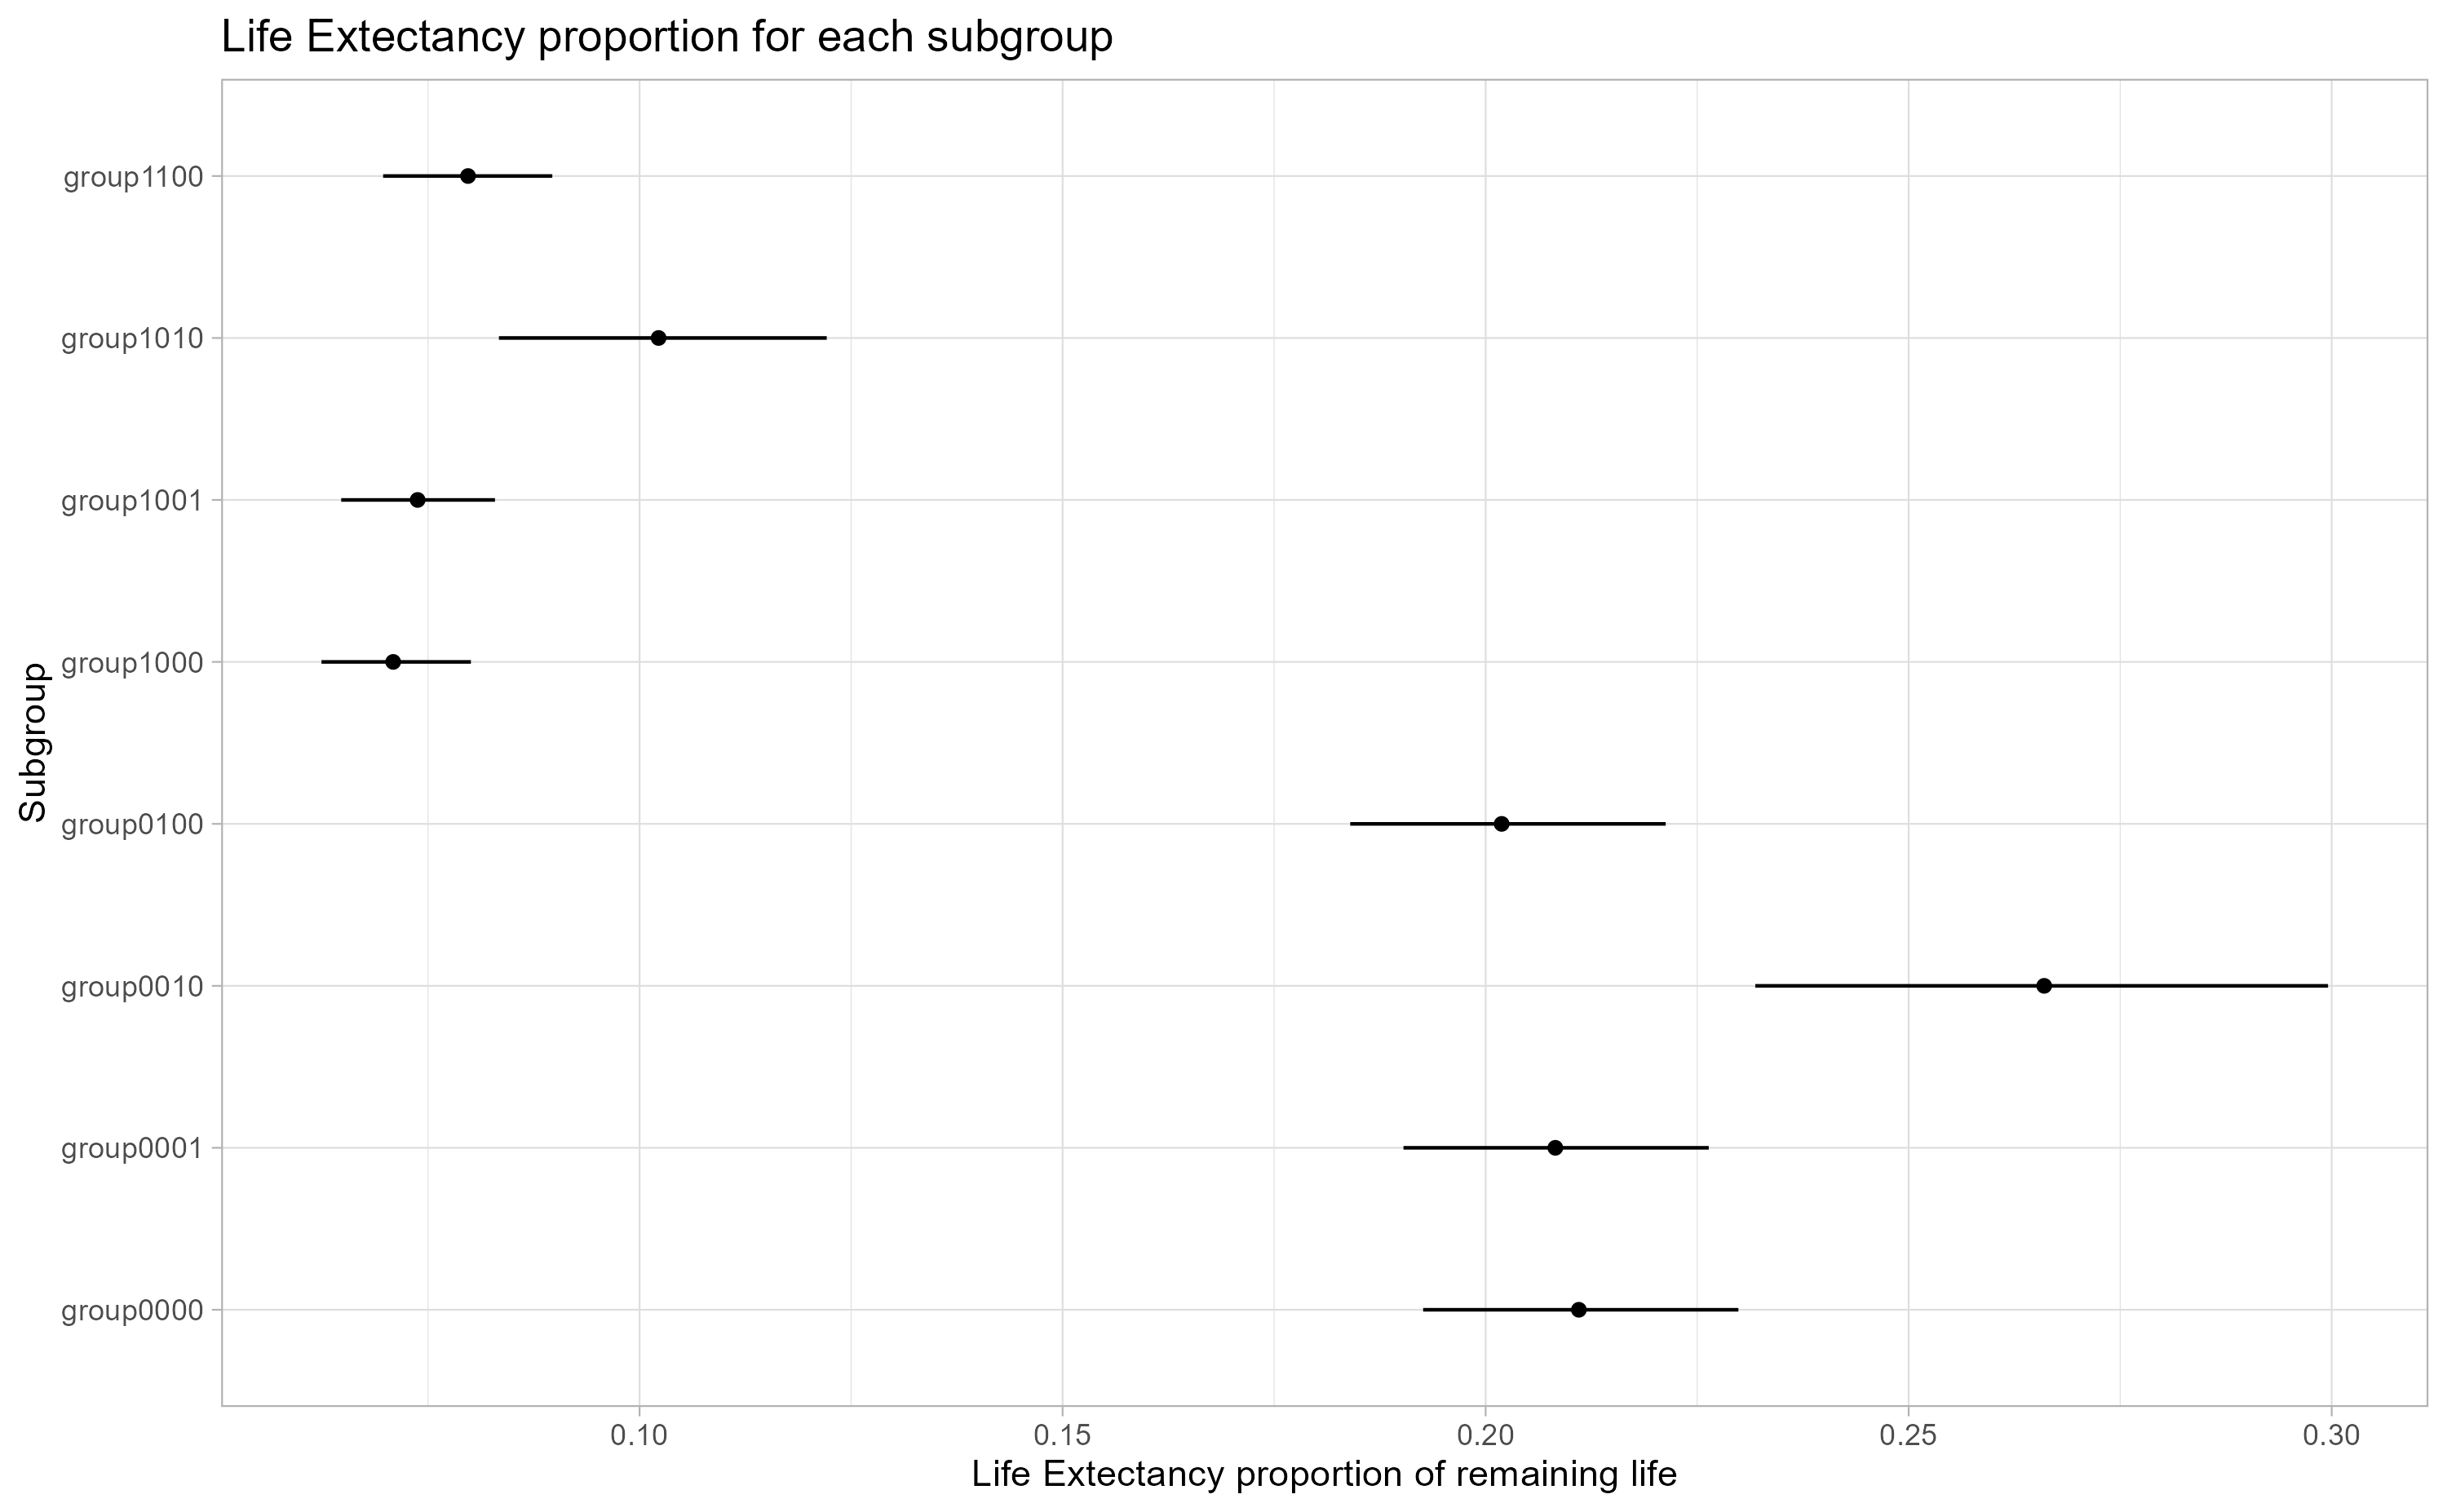 Life Extectancy proportion for each subgroup
group1100
group1010
group1001
group1000
Subgroup
group0100
group0010
group0001
group0000
0.10 0.15 0.20 0.25 0.30
Life Extectancy proportion of remaining life